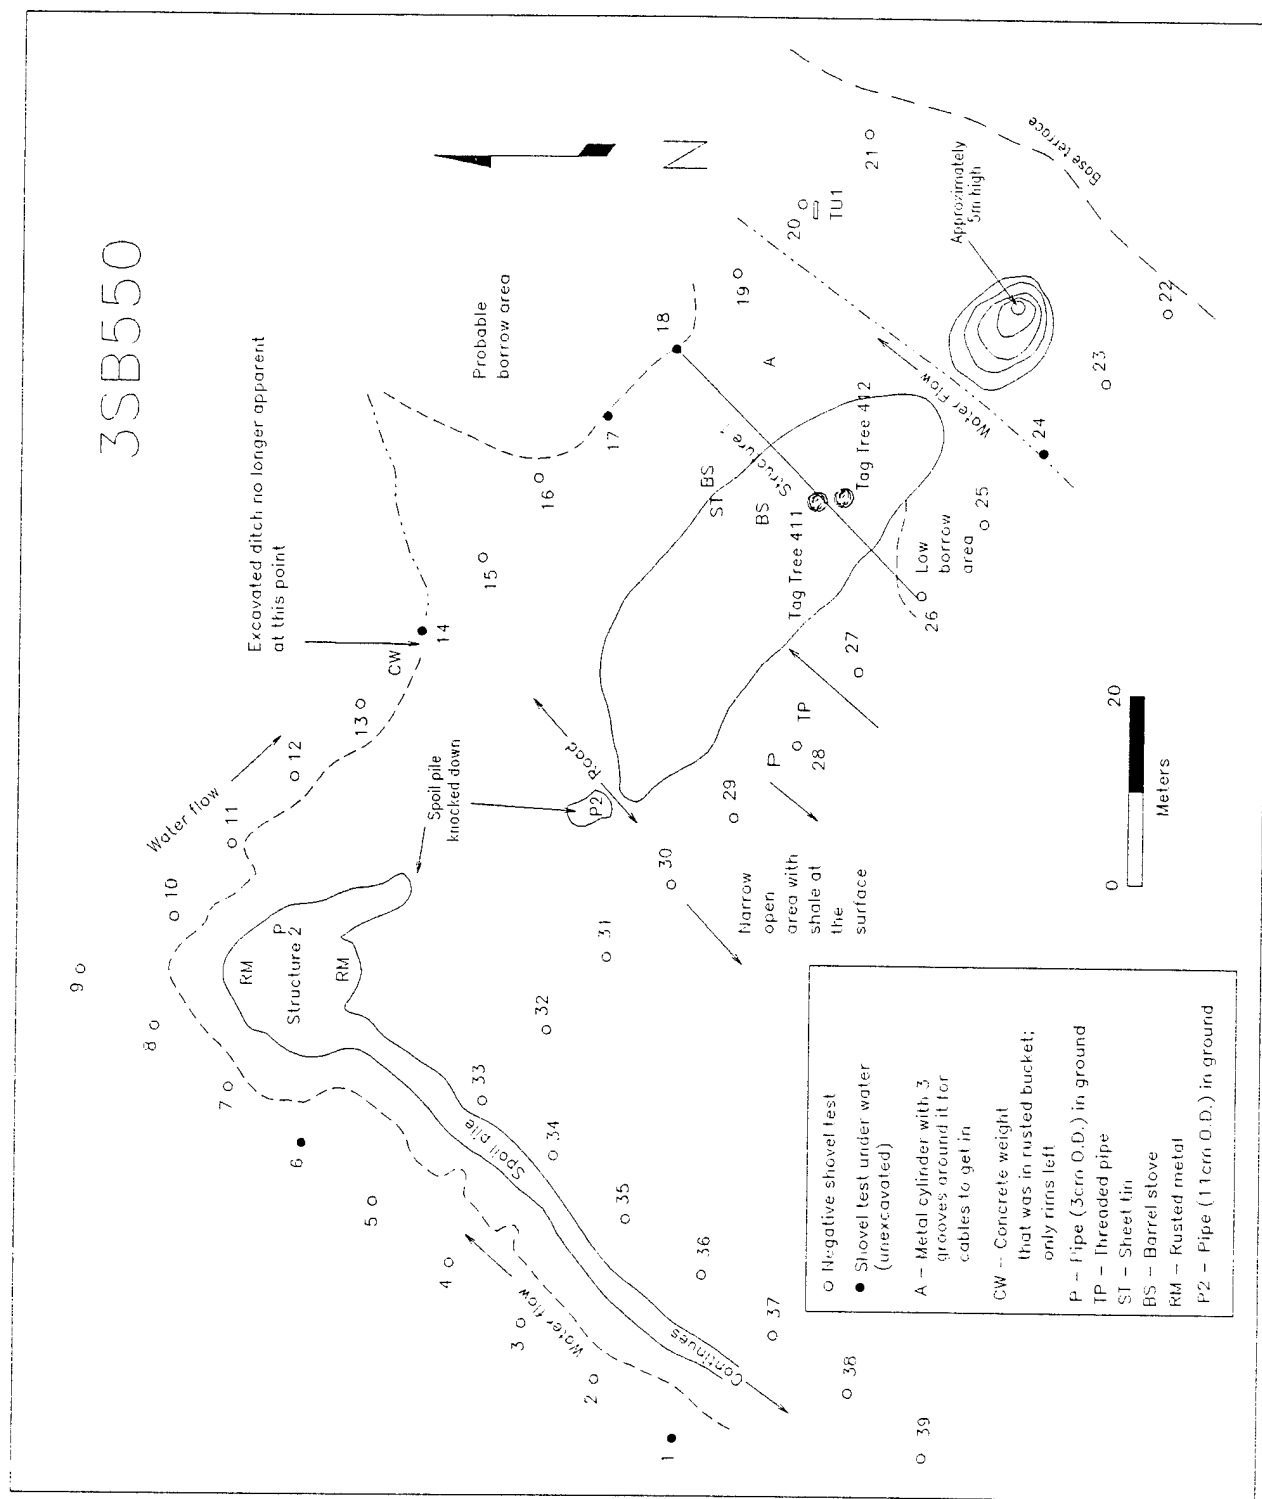 3SB550
Excavated ditch no longer apparent
at this point
Probable
borrow area
N
Water flow
9
8
7
6
5
4
3
2
1
10
11
12
13
CW
14
15
16
17
18
19
20
TU1
21
22
23
24
25
26
27
28
29
30
31
32
33
34
35
36
37
38
39
RM
P
Structure 2
RM
Spoil pile
knocked down
P2
Road
ST
BS
BS
Structure 1
A
Tag Tree 411
Tag Tree 412
Water Flow
Approximately
5m high
Base terrace
Low
borrow
area
TP
P
Narrow
open
area with
shale at
the
surface
Spoil pile
Water flow
Continues
0
20
Meters
o Negative shovel test
● Shovel test under water
(unexcavated)
A – Metal cylinder with 3
grooves around it for
cables to get in
CW -- Concrete weight
that was in rusted bucket;
only rims left
P – Pipe (3cm O.D.) in ground
TP – Threaded pipe
ST – Sheet tin
BS – Barrel stove
RM – Rusted metal
P2 – Pipe (11cm O.D.) in ground